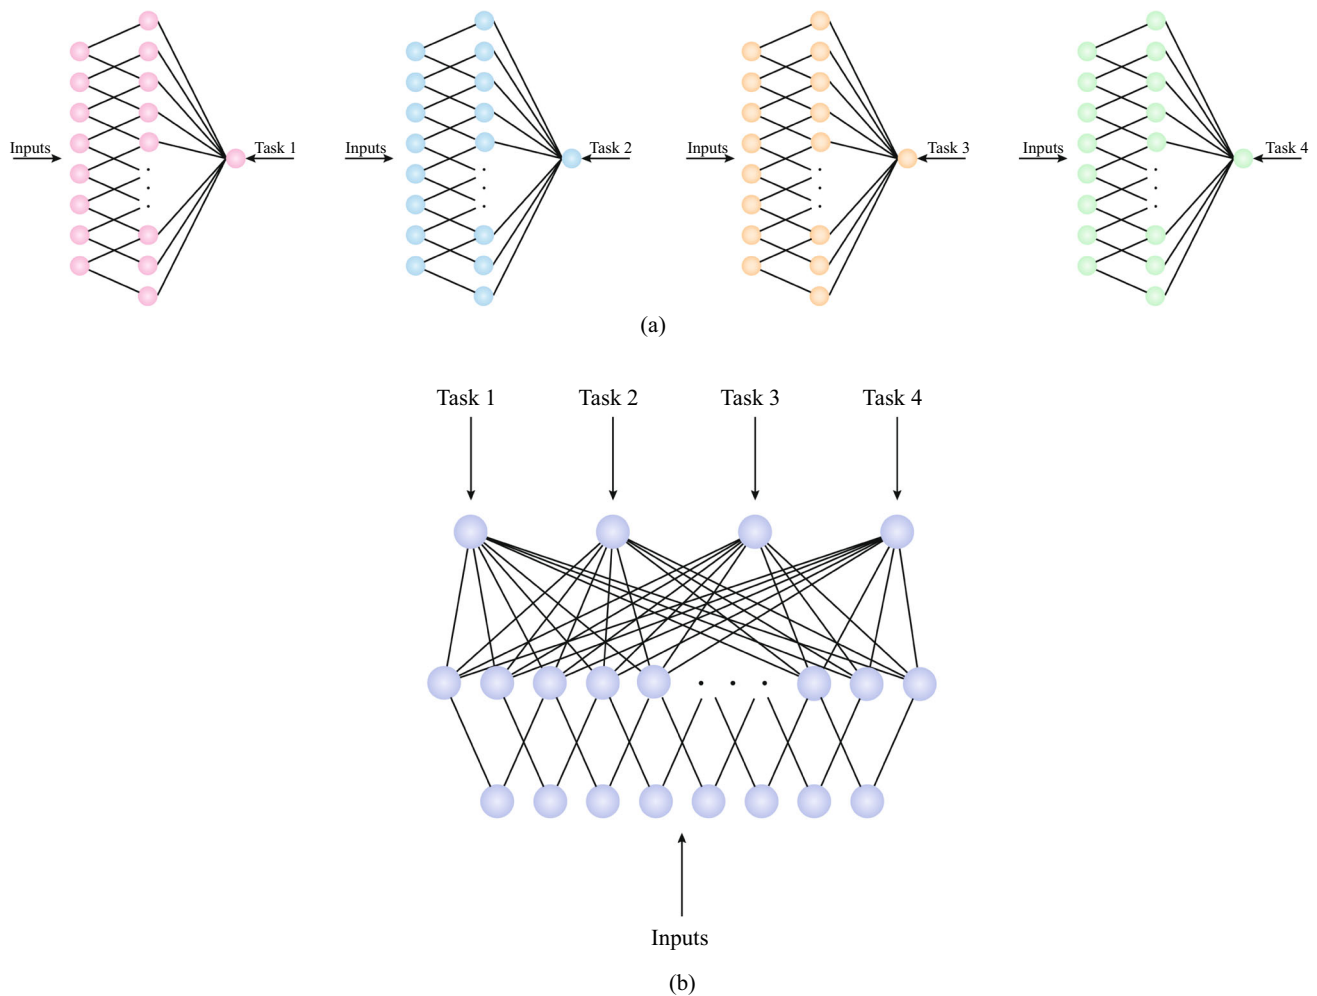 Inputs Task 1 Inputs Task 2 Inputs Task 3 Inputs Task 4
(a)
Task 1 Task 2 Task 3 Task 4
Inputs
(b)